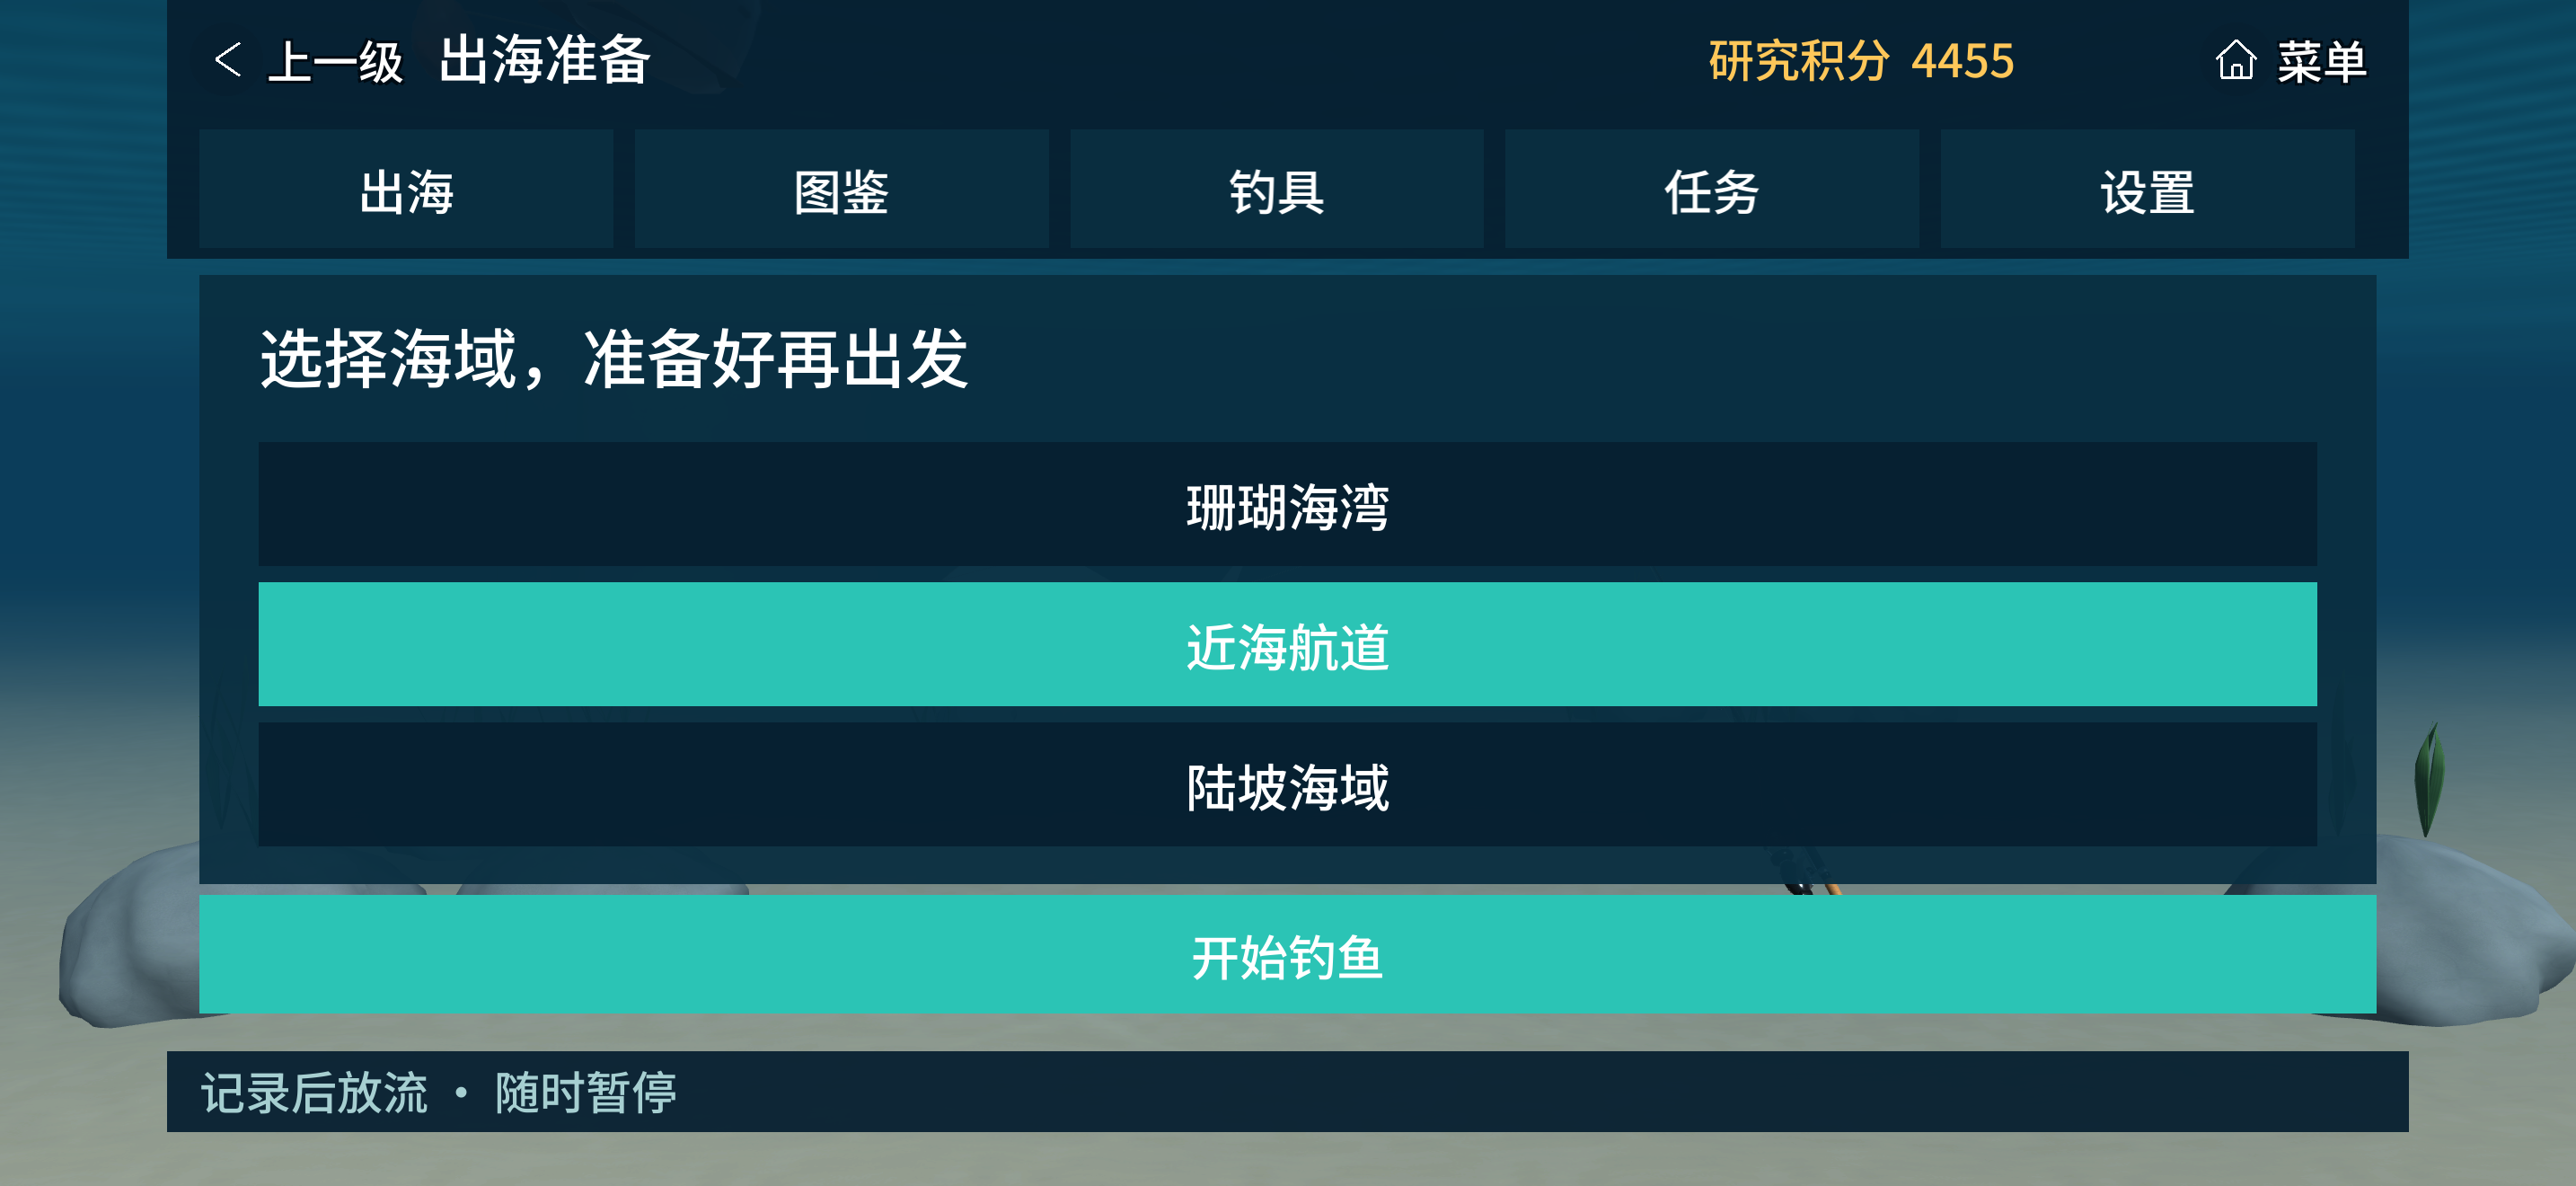 上一级 出海准备 研究积分 4455 菜单
出海 图鉴 钓具 任务 设置
选择海域，准备好再出发
珊瑚海湾
近海航道
陆坡海域
开始钓鱼
记录后放流 · 随时暂停